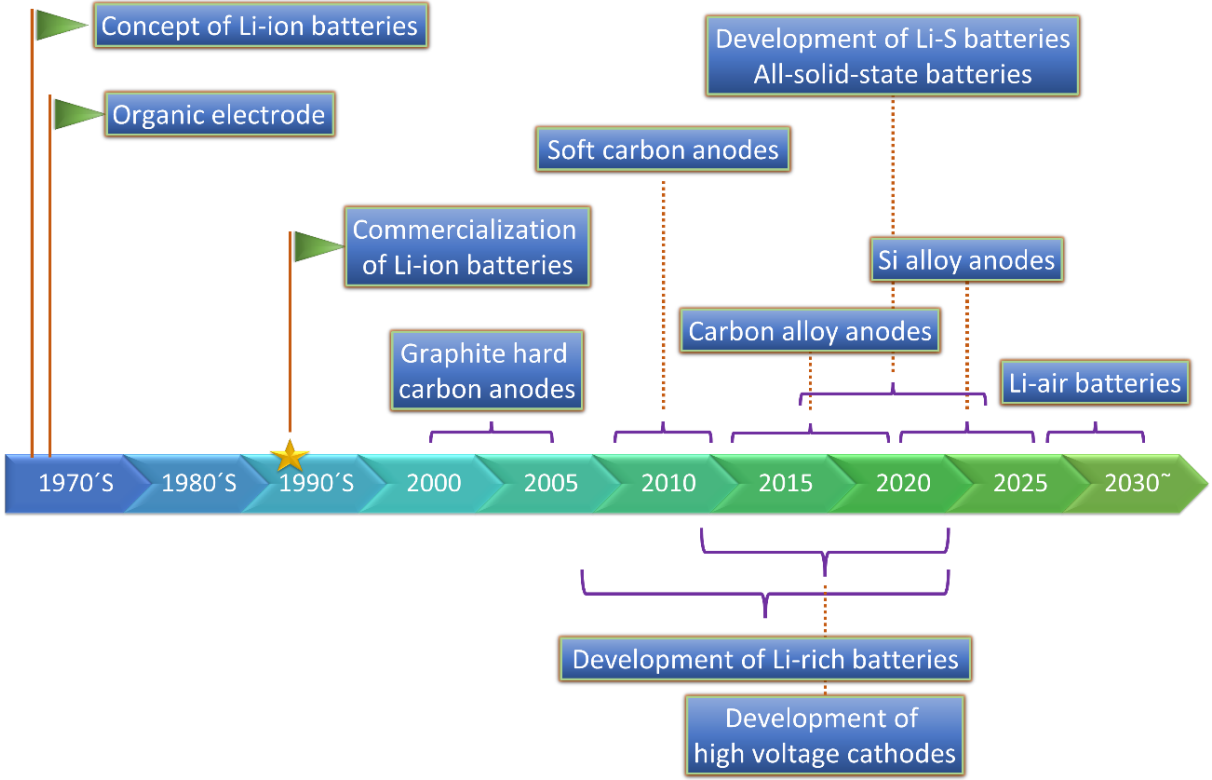 Concept of Li-ion batteries
Organic electrode
Development of Li-S batteries
All-solid-state batteries
Soft carbon anodes
Commercialization
of Li-ion batteries
Si alloy anodes
Carbon alloy anodes
Graphite hard
carbon anodes
Li-air batteries
1970´S
1980´S
1990´S
2000
2005
2010
2015
2020
2025
2030~
Development of Li-rich batteries
Development of
high voltage cathodes